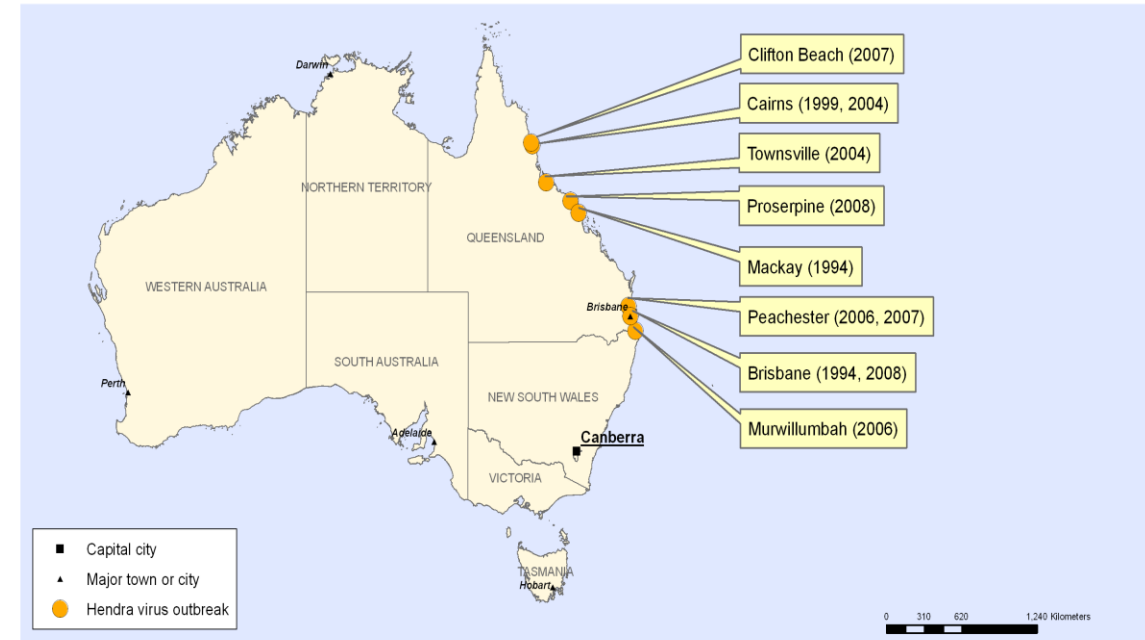 Clifton Beach (2007)
Darwin
Cairns (1999, 2004)
Townsville (2004)
NORTHERN TERRITORY
Proserpine (2008)
QUEENSLAND
Mackay (1994)
WESTERN AUSTRALIA
Brisbane
Peachester (2006, 2007)
SOUTH AUSTRALIA
Brisbane (1994, 2008)
Perth
NEW SOUTH WALES
Murwillumbah (2006)
Adelaide
Canberra
VICTORIA
TASMANIA
Hobart
Capital city
Major town or city
Hendra virus outbreak
0 310 620 1,240 Kilometers